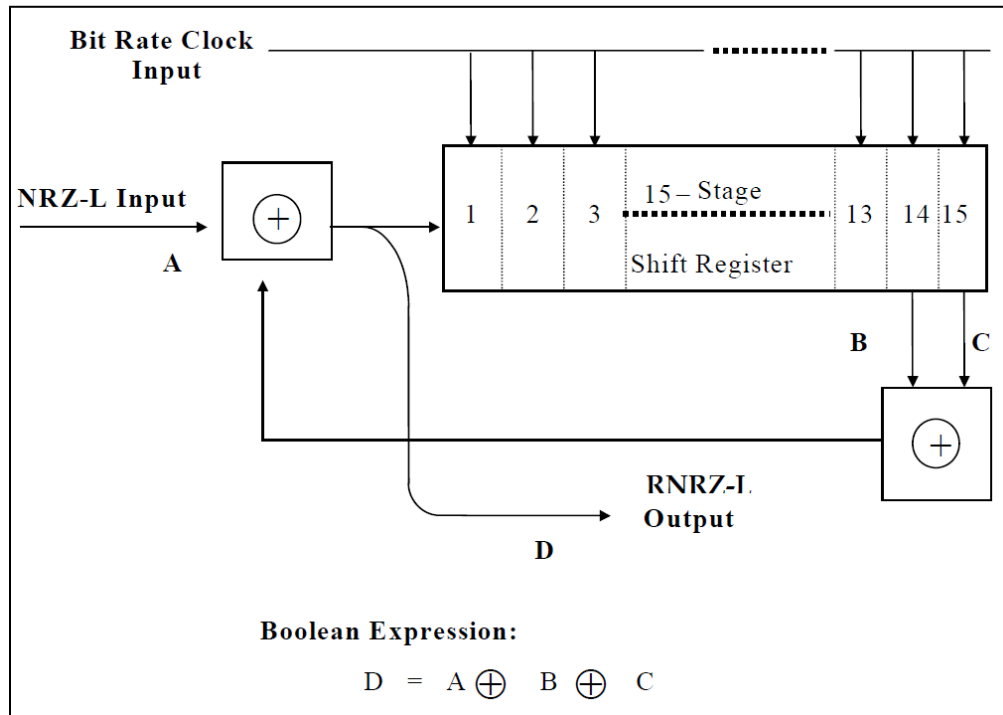 Bit Rate Clock
Input
NRZ-L Input
A
1 2 3 15 – Stage 13 14 15
Shift Register
B C
RNRZ-L
Output
D
Boolean Expression:
D = A ⊕ B ⊕ C